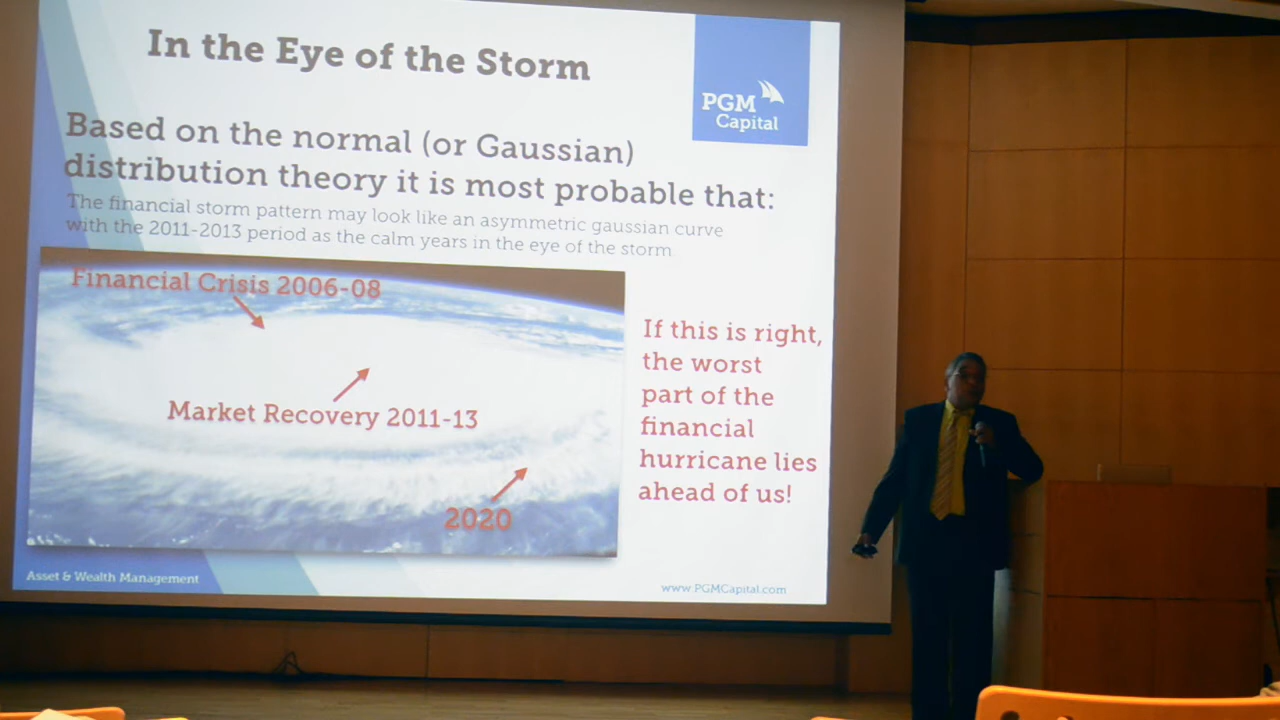 In the Eye of the Storm
PGM
Capital
Based on the normal (or Gaussian)
distribution theory it is most probable that:
The financial storm pattern may look like an asymmetric gaussian curve
with the 2011-2013 period as the calm years in the eye of the storm
Financial Crisis 2006-08
Market Recovery 2011-13
2020
If this is right,
the worst
part of the
financial
hurricane lies
ahead of us!
Asset & Wealth Management
www.PGMCapital.com